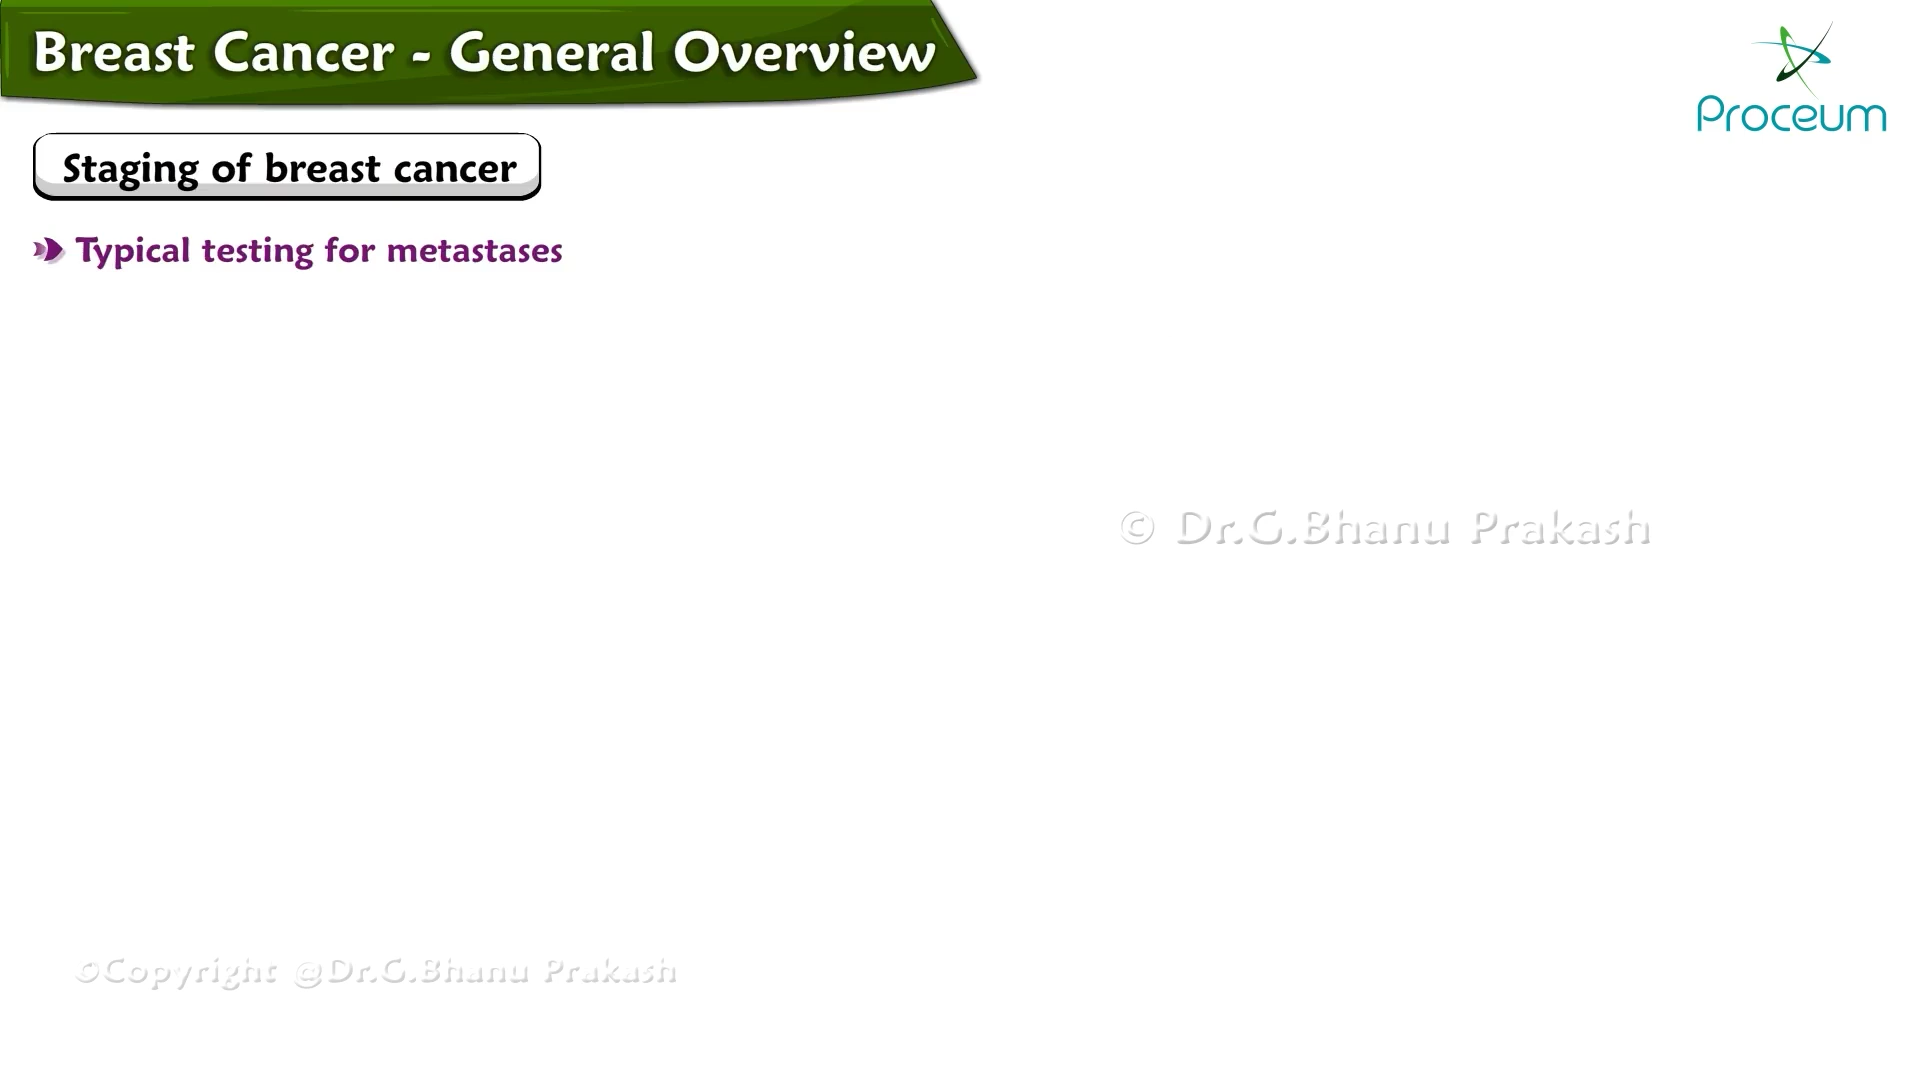 Breast Cancer - General Overview
Proceum
Staging of breast cancer
Typical testing for metastases
© Dr.G.Bhanu Prakash
©Copyright @Dr.G.Bhanu Prakash